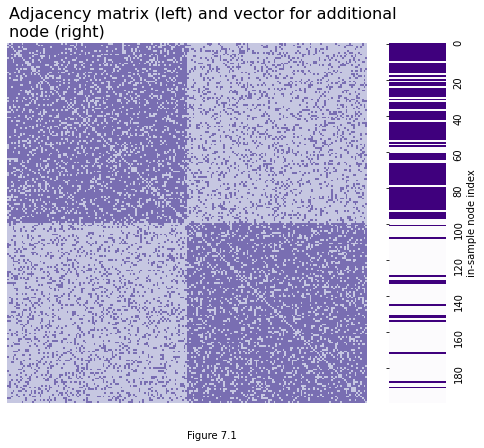 Adjacency matrix (left) and vector for additional
node (right)
0
20
40
60
80
100
120
140
160
180
in-sample node index
Figure 7.1